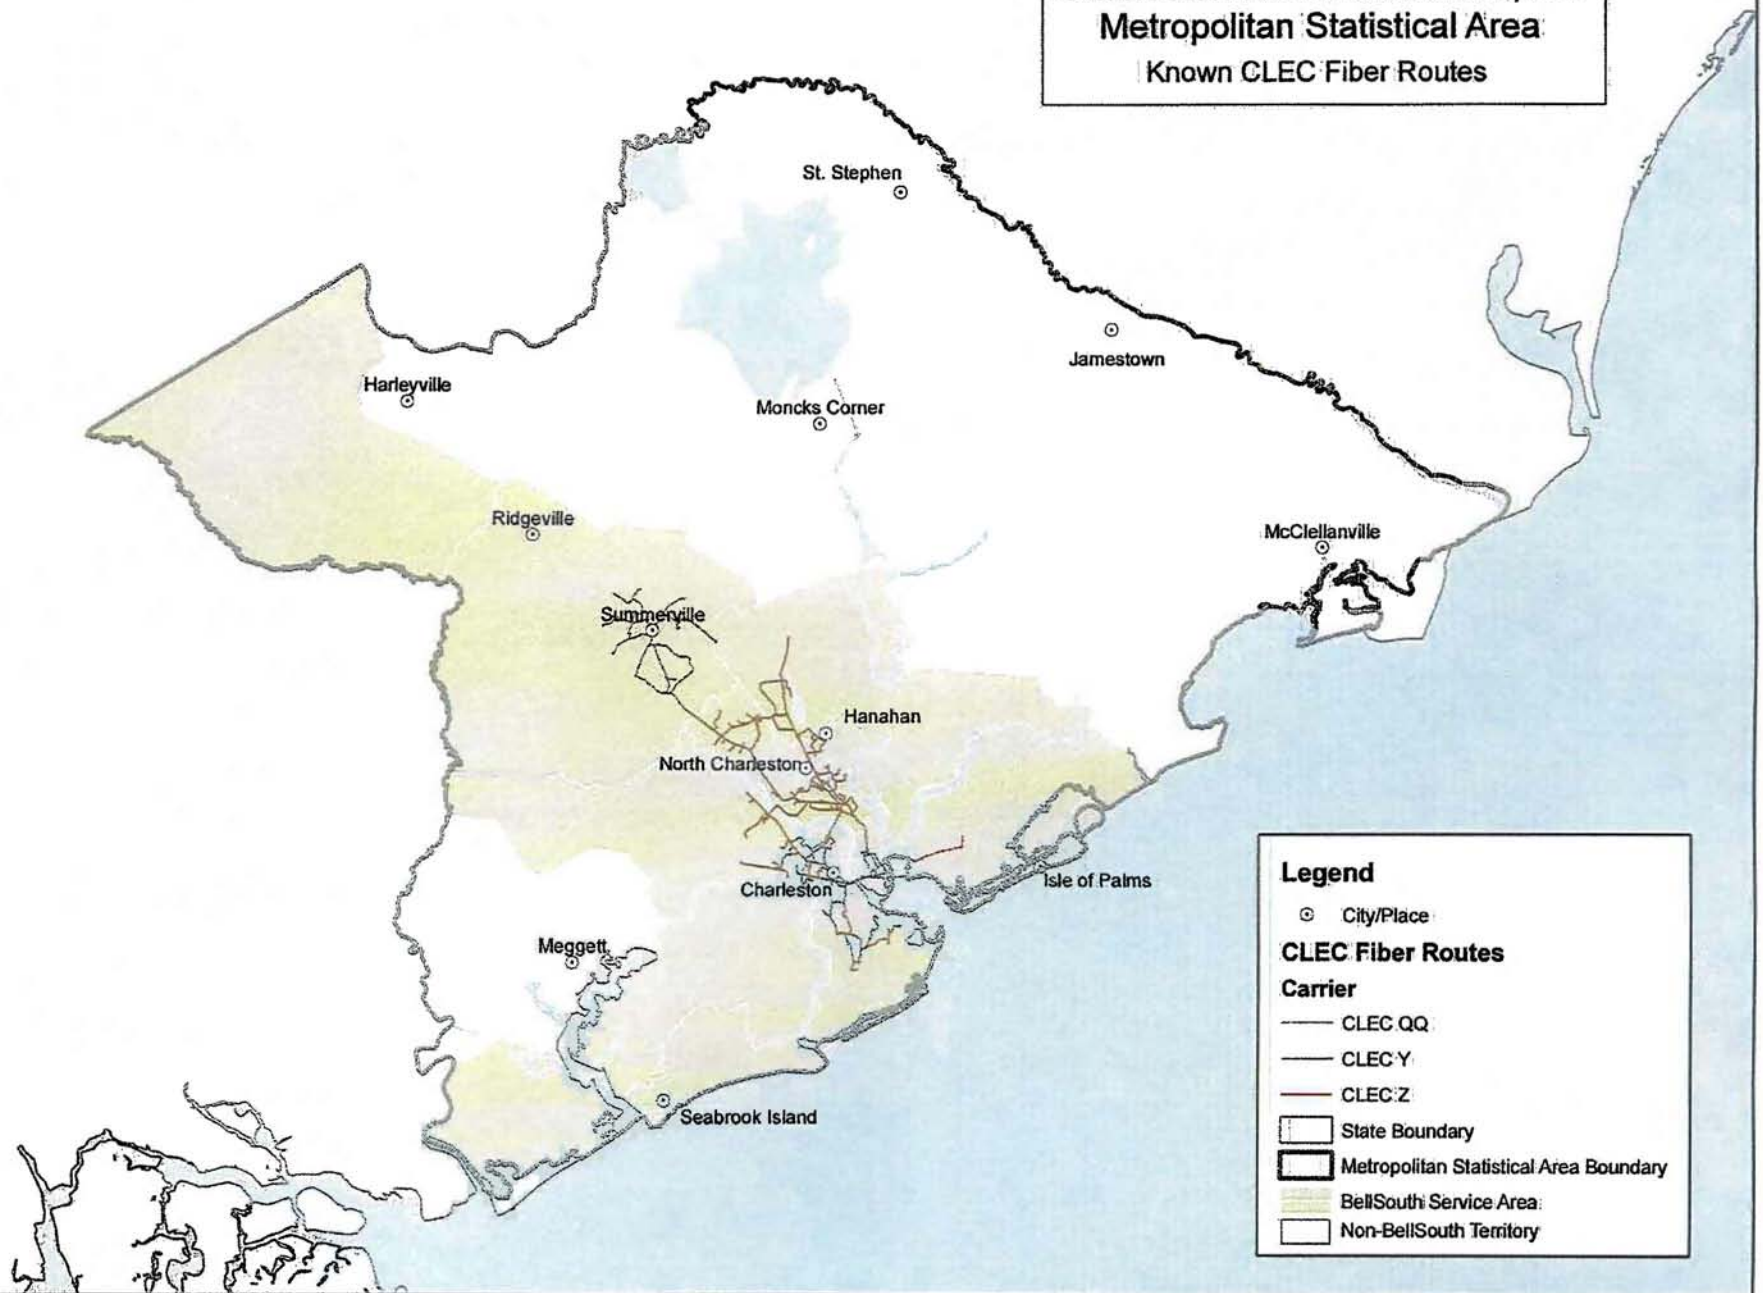 Metropolitan Statistical Area
Known CLEC Fiber Routes
St. Stephen
Jamestown
Harleyville
Moncks Corner
Ridgeville
McClellanville
Summerville
Hanahan
North Charleston
Charleston
Isle of Palms
Meggett
Seabrook Island
Legend
City/Place
CLEC Fiber Routes
Carrier
CLEC QQ
CLEC Y
CLEC Z
State Boundary
Metropolitan Statistical Area Boundary
BellSouth Service Area
Non-BellSouth Territory